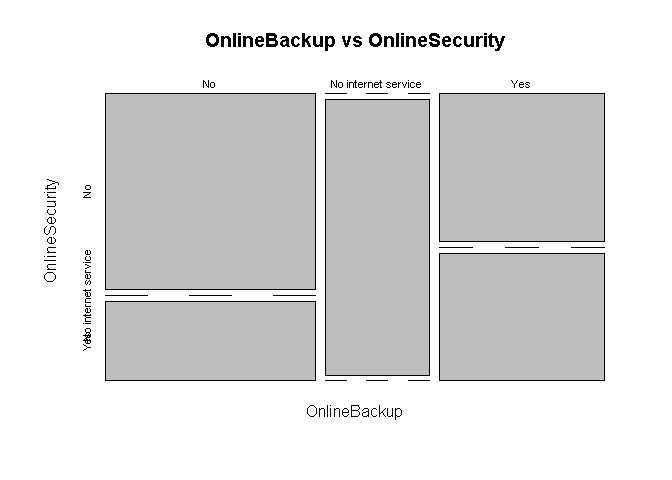 OnlineBackup vs OnlineSecurity
No
No internet service
Yes
OnlineSecurity
No
No internet service
Yes
OnlineBackup